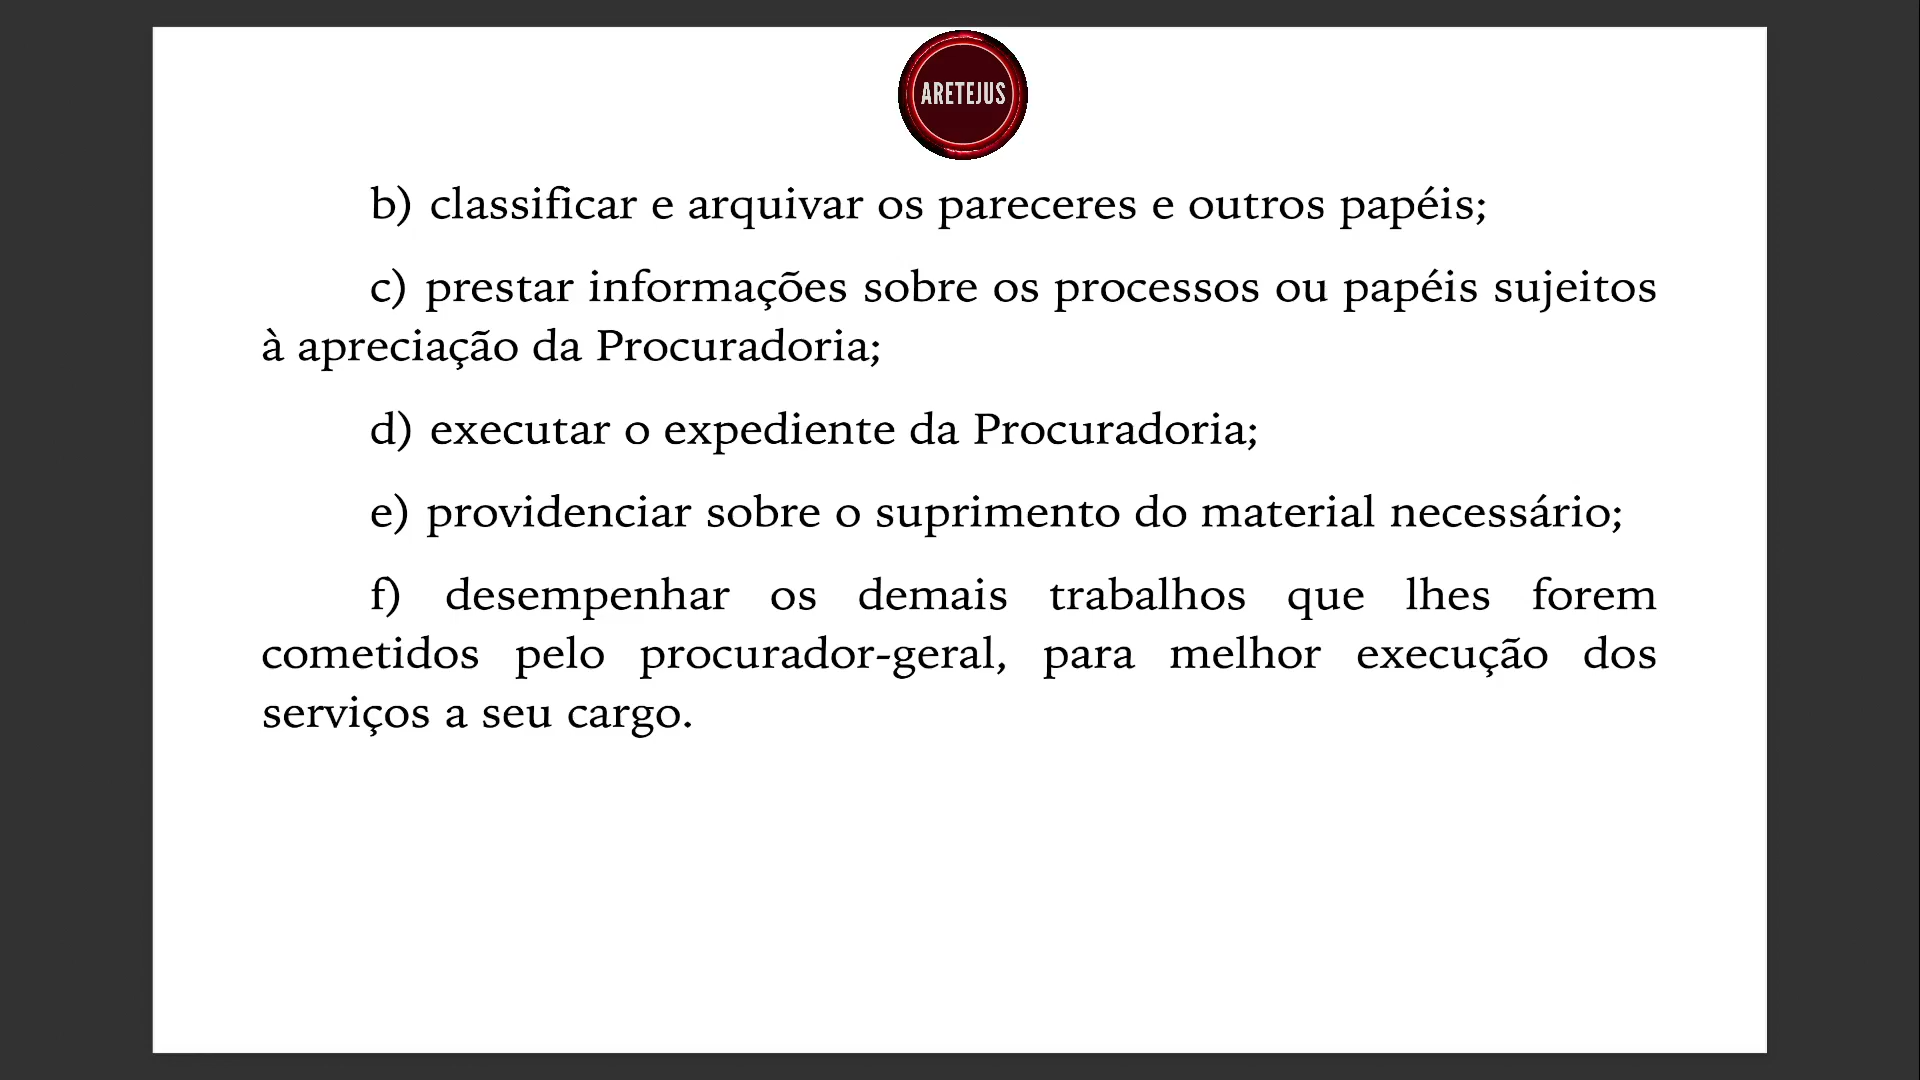 ARETEJUS
b) classificar e arquivar os pareceres e outros papéis;
c) prestar informações sobre os processos ou papéis sujeitos
à apreciação da Procuradoria;
d) executar o expediente da Procuradoria;
e) providenciar sobre o suprimento do material necessário;
f) desempenhar os demais trabalhos que lhes forem
cometidos pelo procurador-geral, para melhor execução dos
serviços a seu cargo.